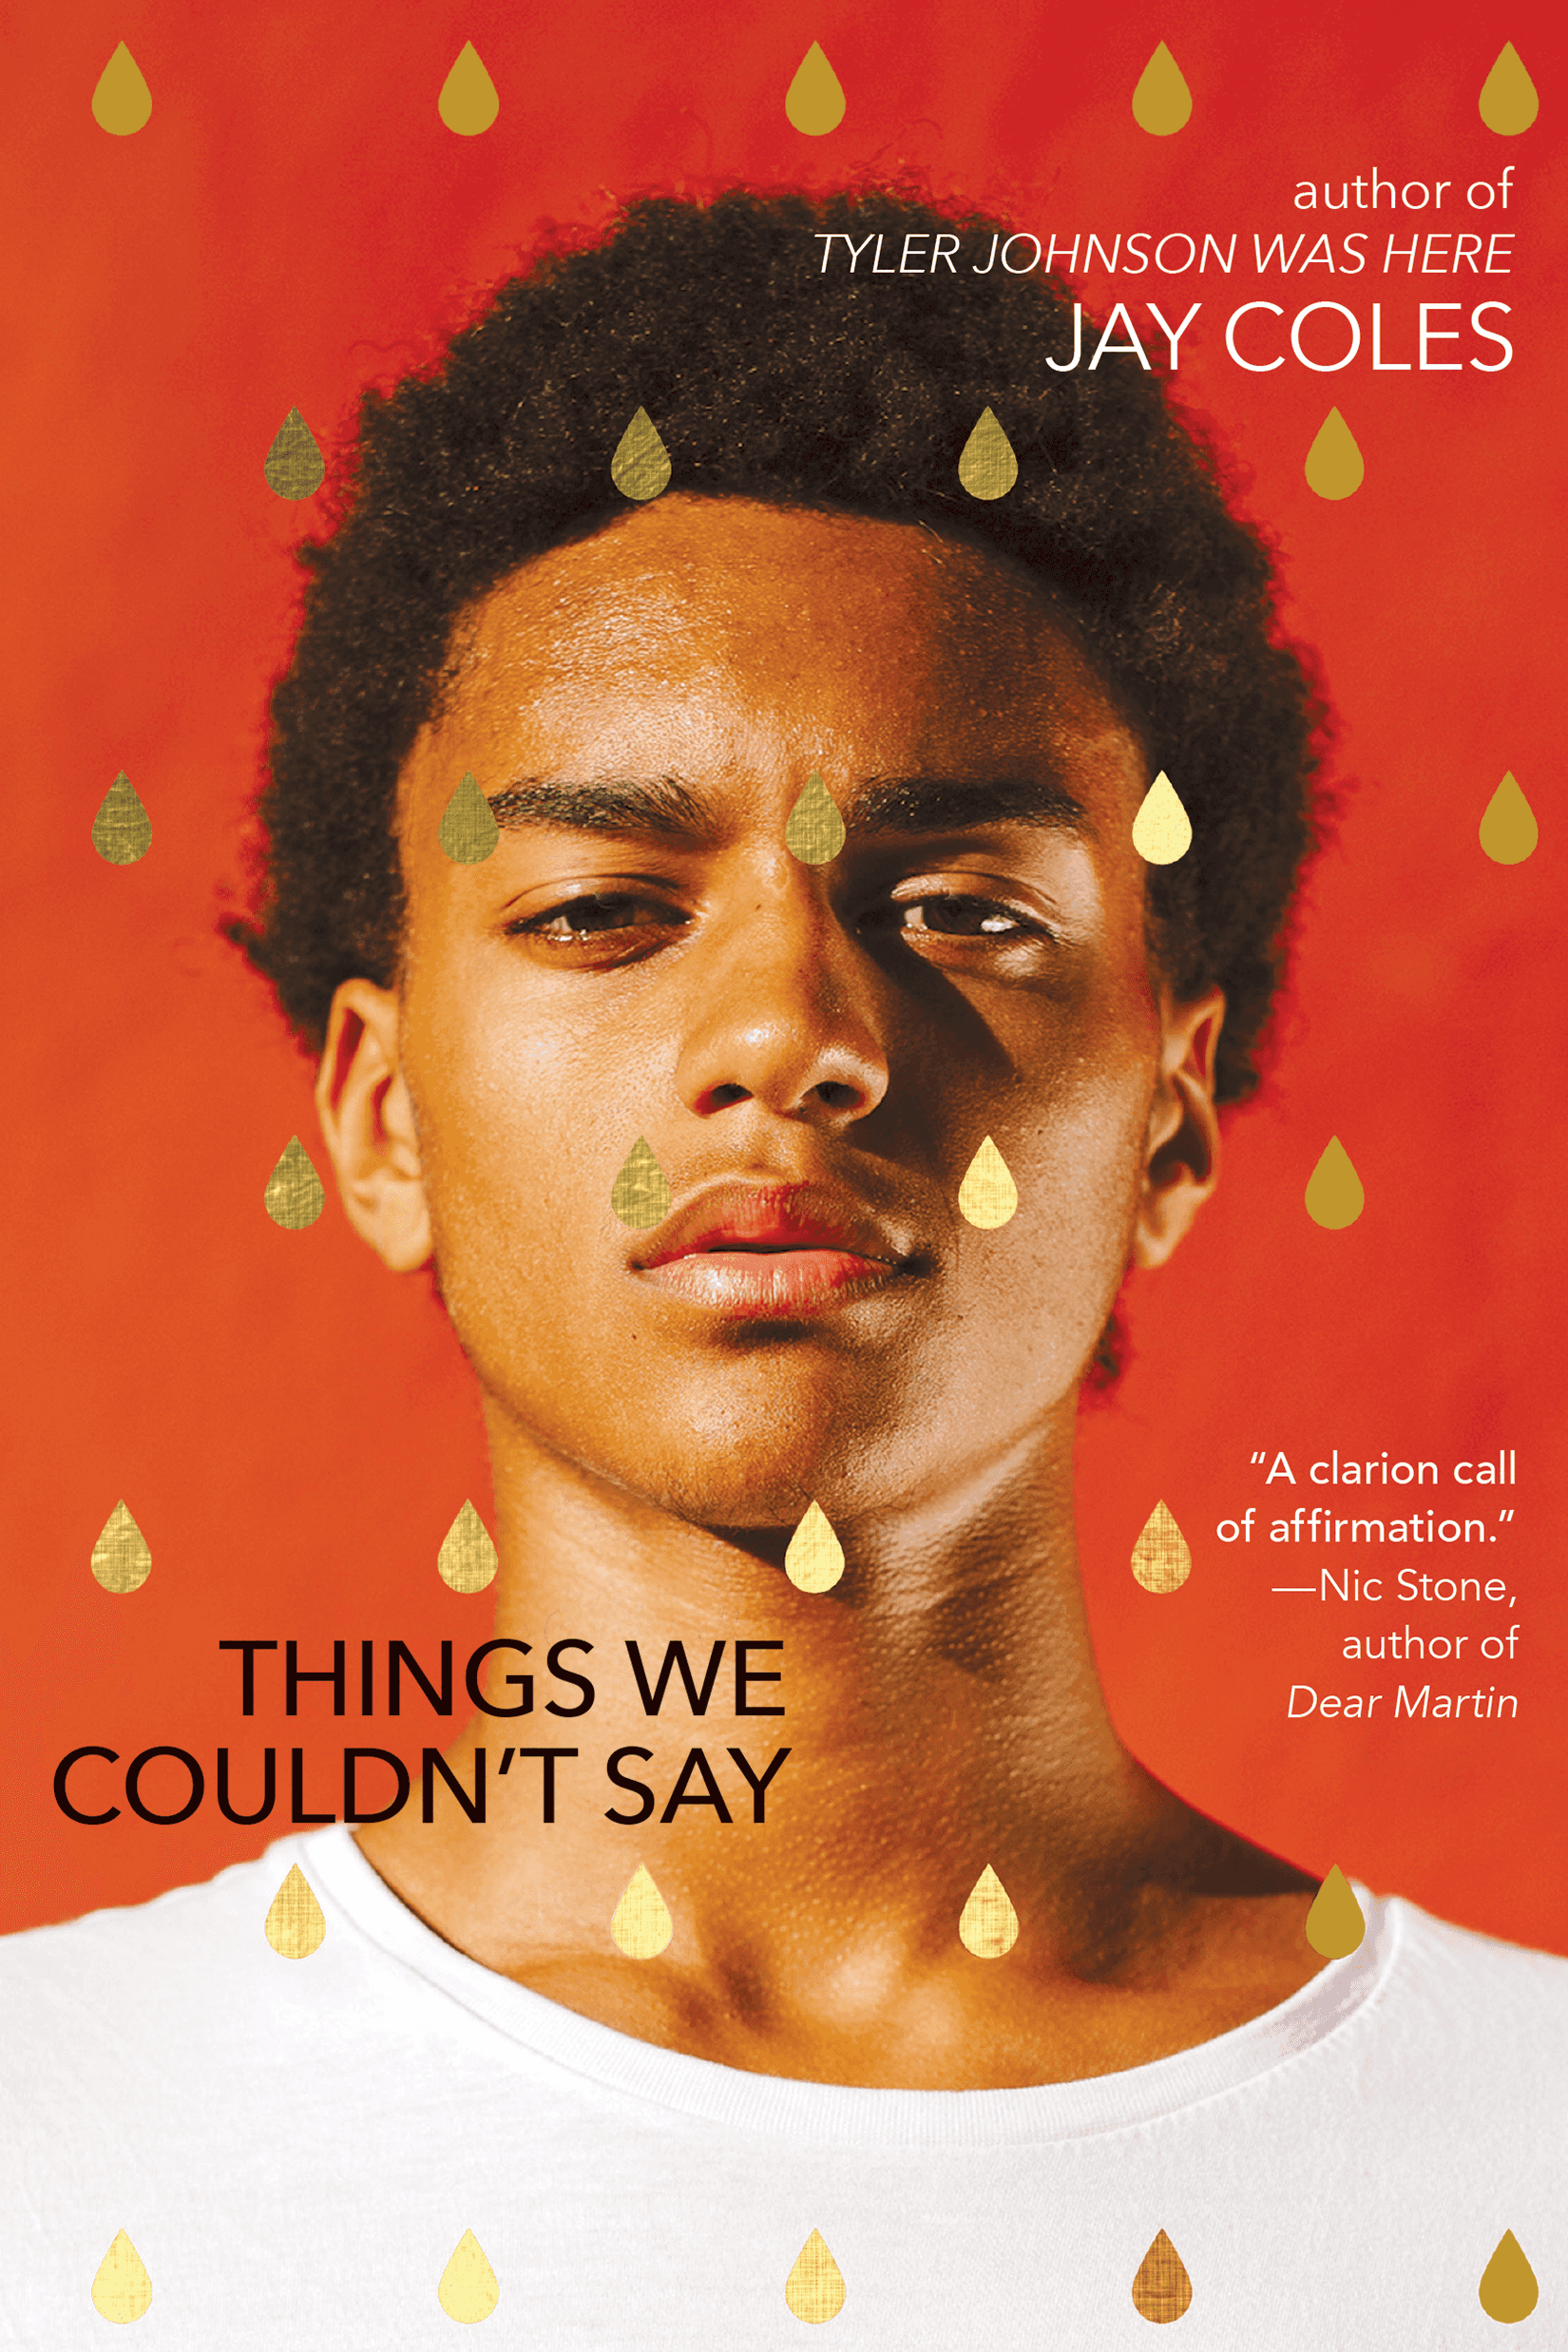 author of
TYLER JOHNSON WAS HERE
JAY COLES
“A clarion call
of affirmation.”
—Nic Stone,
author of
Dear Martin
THINGS WE
COULDN’T SAY